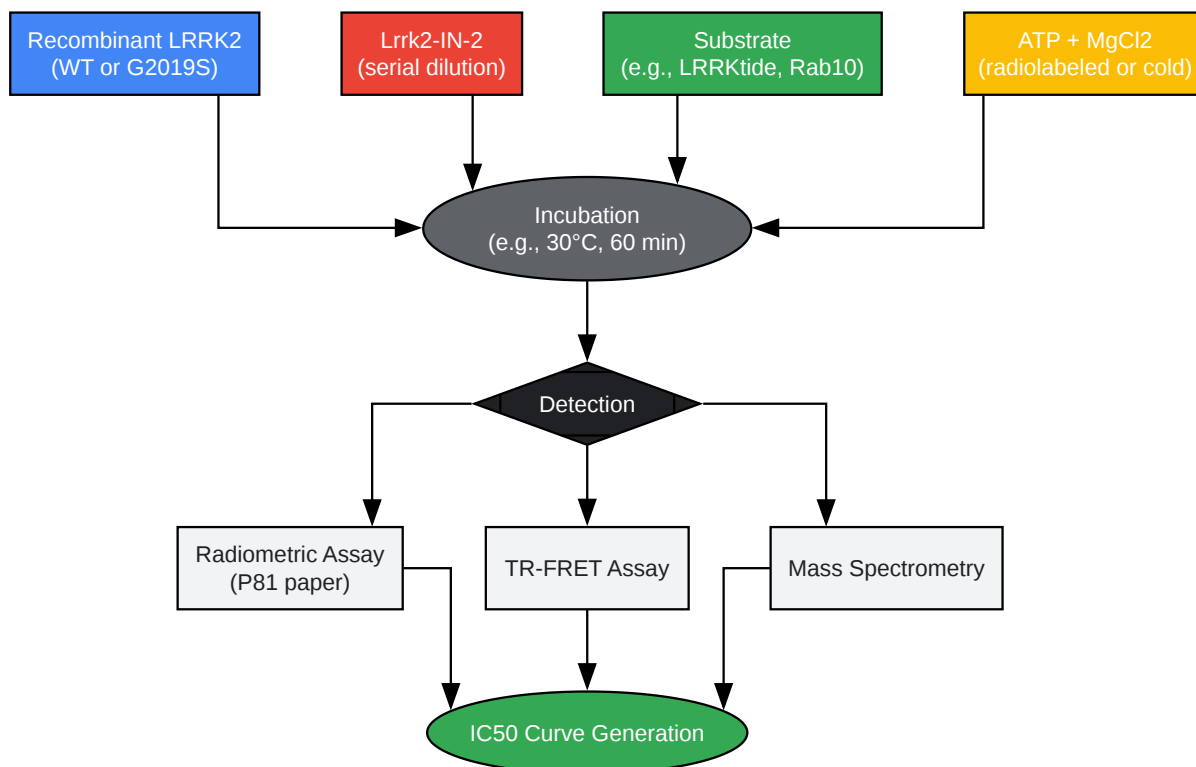 Recombinant LRRK2
(WT or G2019S)
Lrrk2-IN-2
(serial dilution)
Substrate
(e.g., LRRKtide, Rab10)
ATP + MgCl2
(radiolabeled or cold)
Incubation
(e.g., 30°C, 60 min)
Detection
Radiometric Assay
(P81 paper)
TR-FRET Assay
Mass Spectrometry
IC50 Curve Generation